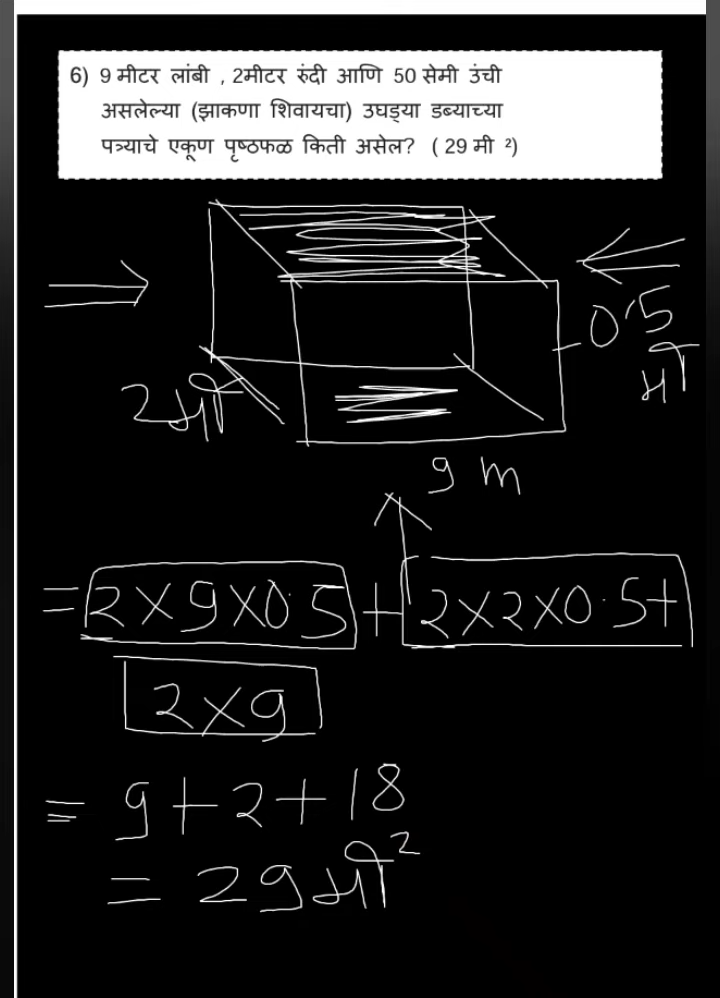 6) 9 मीटर लांबी , 2मीटर रुंदी आणि 50 सेमी उंची
असलेल्या (झाकणा शिवायचा) उघड्या डब्याच्या
पत्र्याचे एकूण पृष्ठफळ किती असेल? ( 29 मी ²)
0.5
मी
2मी
9 m
= 2×9×0.5 + 2×2×0.5+
2×9
= 9+2+18
= 29मी²